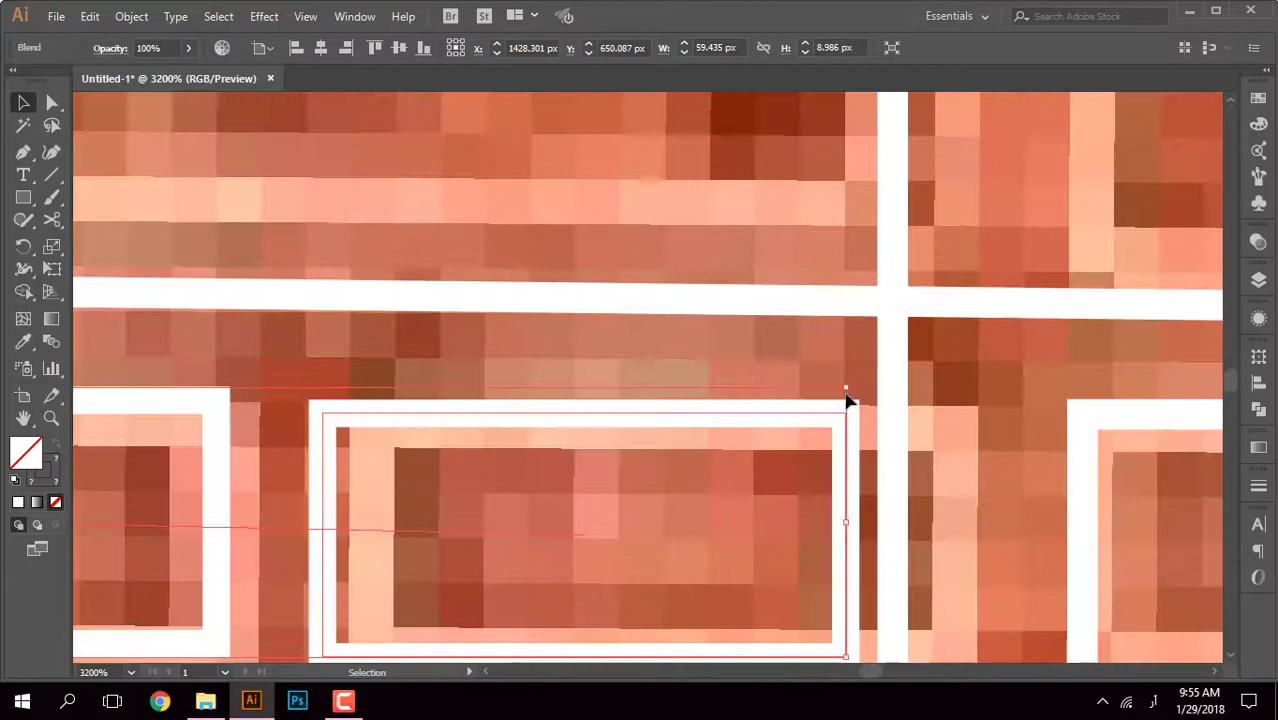 Ai File Edit Object Type Select Effect View Window Help Br St Essentials Search Adobe Stock
Blend Opacity: 100% X: 1428.301 px Y: 650.087 px W: 59.435 px H: 8.986 px
Untitled-1* @ 3200% (RGB/Preview) ×
3200% 1 Selection
Ai Ps 9:55 AM
1/29/2018